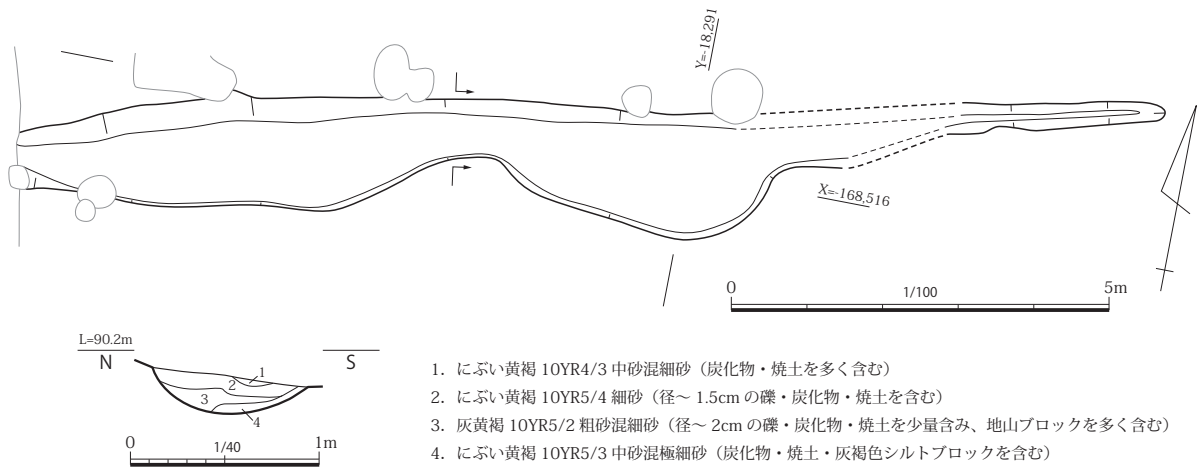 Y=-18,291
X=-168,516
0 1/100 5m
L=90.2m
N S
1
2
3
4
0 1/40 1m
1. にぶい黄褐 10YR4/3 中砂混細砂（炭化物・焼土を多く含む）
2. にぶい黄褐 10YR5/4 細砂（径〜 1.5cm の礫・炭化物・焼土を含む）
3. 灰黄褐 10YR5/2 粗砂混細砂（径〜 2cm の礫・炭化物・焼土を少量含み、地山ブロックを多く含む）
4. にぶい黄褐 10YR5/3 中砂混極細砂（炭化物・焼土・灰褐色シルトブロックを含む）